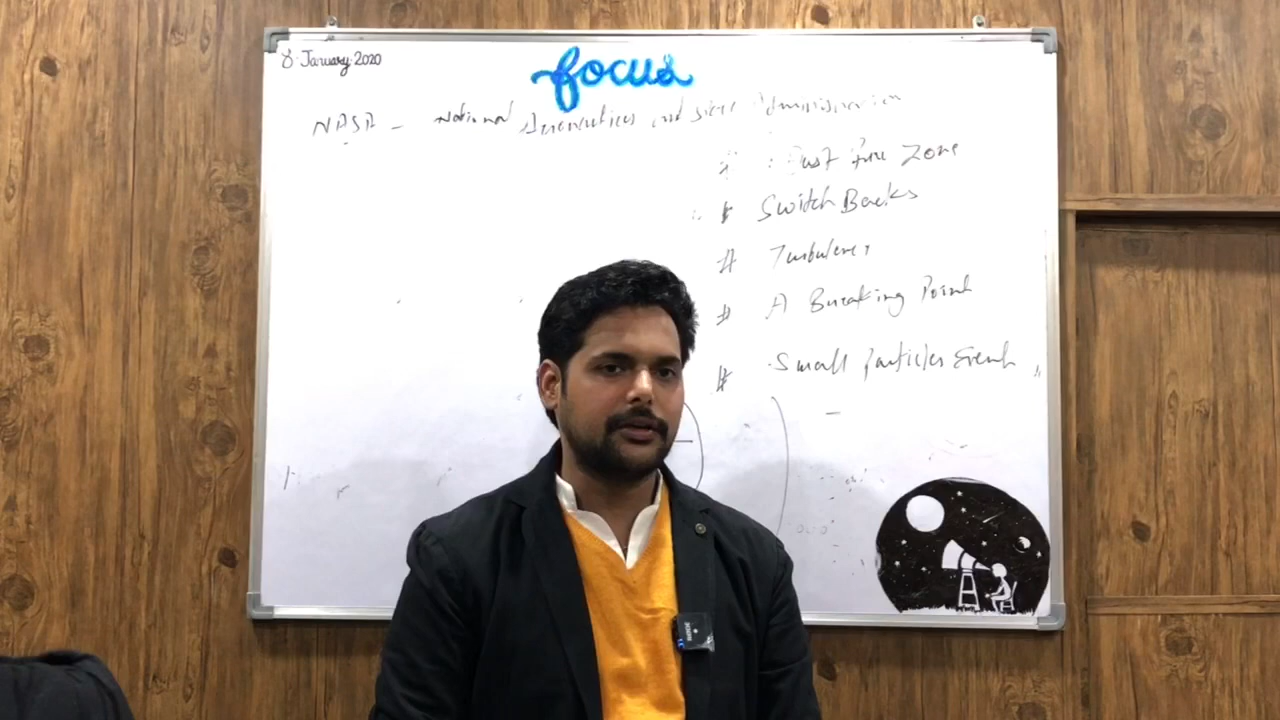 8 January 2020
focus
NASA - National Aeronautics and Space Administration
# Dust Free Zone
# Switch Backs
# Turbulence
# A Breaking Point
# Small Particles Event